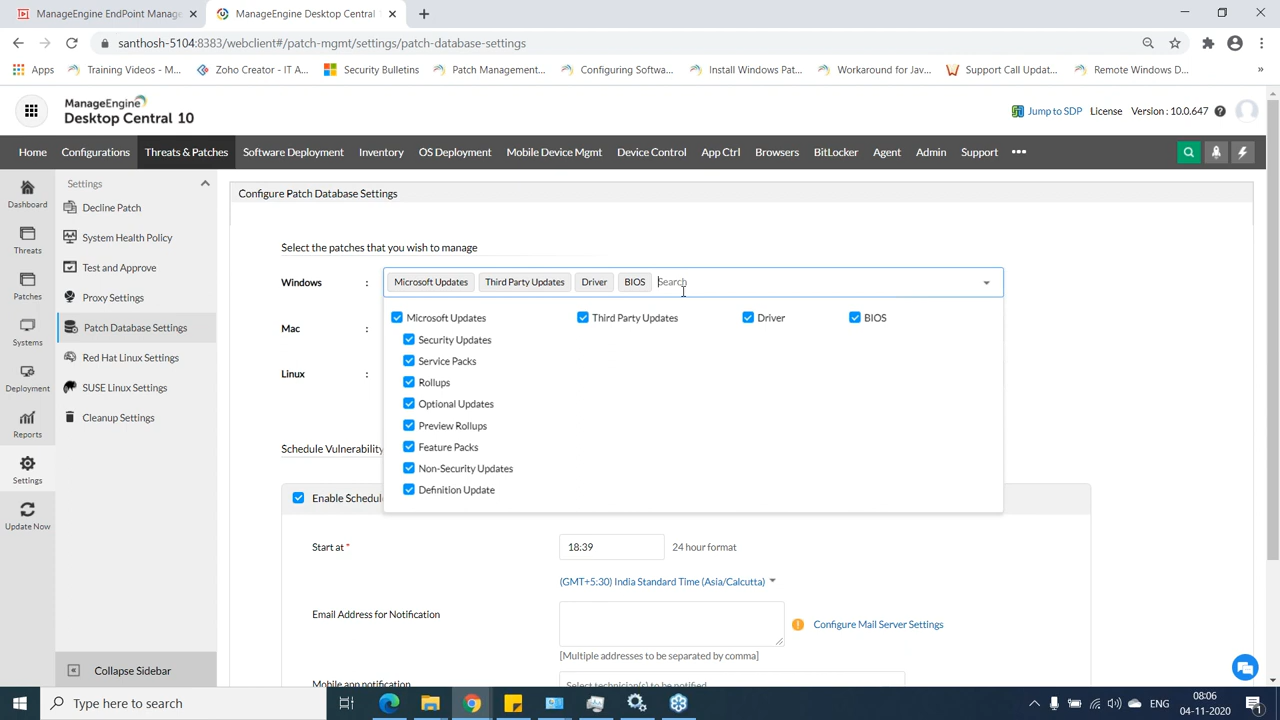 ManageEngine EndPoint Manage
ManageEngine Desktop Central
santhosh-5104:8383/webclient#/patch-mgmt/settings/patch-database-settings
Apps
Training Videos - M...
Zoho Creator - IT A...
Security Bulletins
Patch Management...
Configuring Softwa...
Install Windows Pat...
Workaround for Jav...
Support Call Updat...
Remote Windows D...
»
ManageEngine
Desktop Central 10
Jump to SDP
License
Version : 10.0.647
Home
Configurations
Threats & Patches
Software Deployment
Inventory
OS Deployment
Mobile Device Mgmt
Device Control
App Ctrl
Browsers
BitLocker
Agent
Admin
Support
Dashboard
Threats
Patches
Systems
Deployment
Reports
Settings
Update Now
Settings
Decline Patch
System Health Policy
Test and Approve
Proxy Settings
Patch Database Settings
Red Hat Linux Settings
SUSE Linux Settings
Cleanup Settings
Collapse Sidebar
Configure Patch Database Settings
Select the patches that you wish to manage
Windows : Microsoft Updates Third Party Updates Driver BIOS Search
Microsoft Updates Third Party Updates Driver BIOS
Mac :
Security Updates
Service Packs
Linux :
Rollups
Optional Updates
Preview Rollups
Feature Packs
Schedule Vulnerability
Non-Security Updates
Definition Update
Enable Schedul
Start at * 18:39 24 hour format
(GMT+5:30) India Standard Time (Asia/Calcutta)
Email Address for Notification
Configure Mail Server Settings
[Multiple addresses to be separated by comma]
Mobile app notification
Select technician(s) to be notified
Type here to search
ENG
08:06
04-11-2020
1